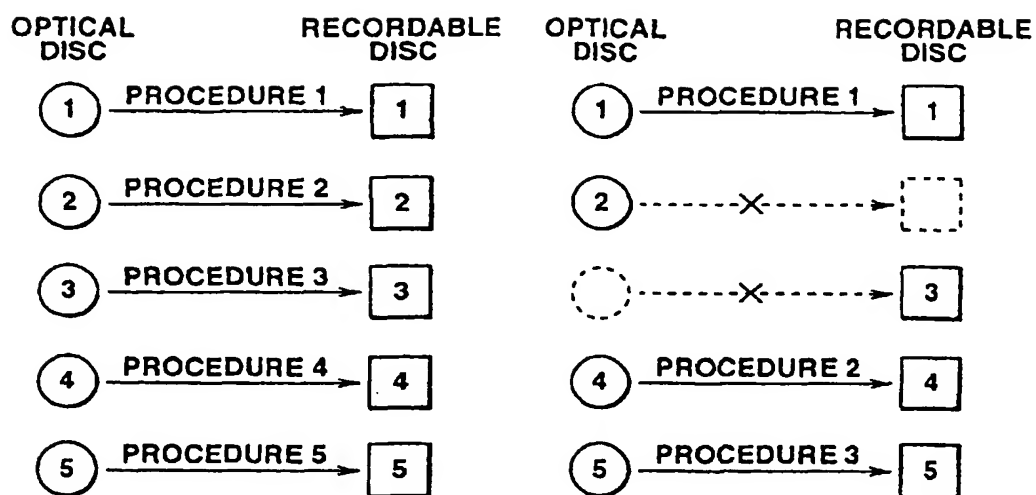 OPTICAL DISC RECORDABLE DISC
1 PROCEDURE 1 1
2 PROCEDURE 2 2
3 PROCEDURE 3 3
4 PROCEDURE 4 4
5 PROCEDURE 5 5
OPTICAL DISC RECORDABLE DISC
1 PROCEDURE 1 1
2
3
4 PROCEDURE 2 4
5 PROCEDURE 3 5